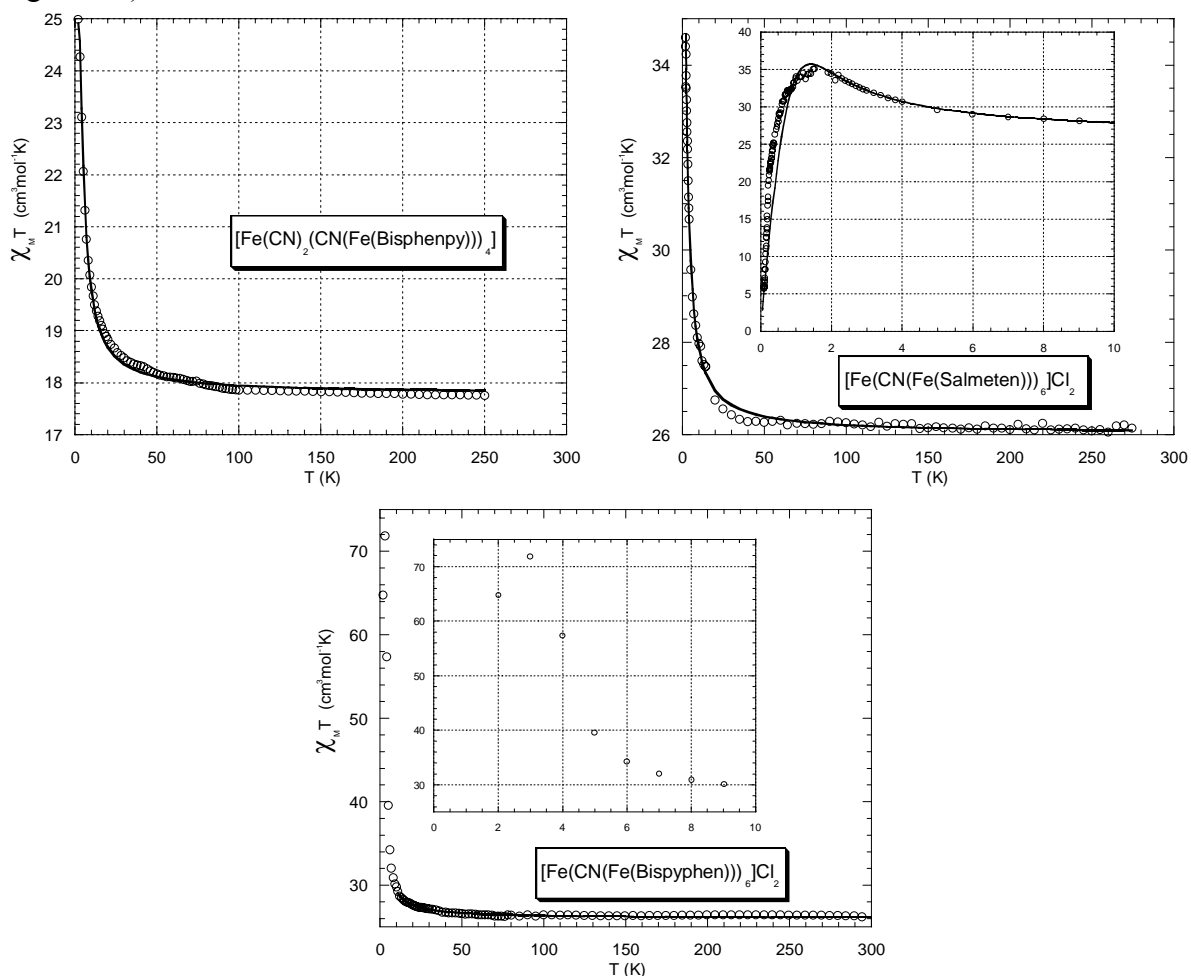 25
24
23
22
21
20
19
18
17
χM T (cm3mol-1K)
[Fe(CN)2(CN(Fe(Bisphenpy)))4]
0 50 100 150 200 250 300
T (K)
34
32
30
28
26
χM T (cm3mol-1K)
40
35
30
25
20
15
10
5
0
0 2 4 6 8 10
[Fe(CN(Fe(Salmeten)))6]Cl2
0 50 100 150 200 250 300
T (K)
70
60
50
40
30
χM T (cm3mol-1K)
70
60
50
40
30
0 2 4 6 8 10
[Fe(CN(Fe(Bispyphen)))6]Cl2
0 50 100 150 200 250 300
T (K)